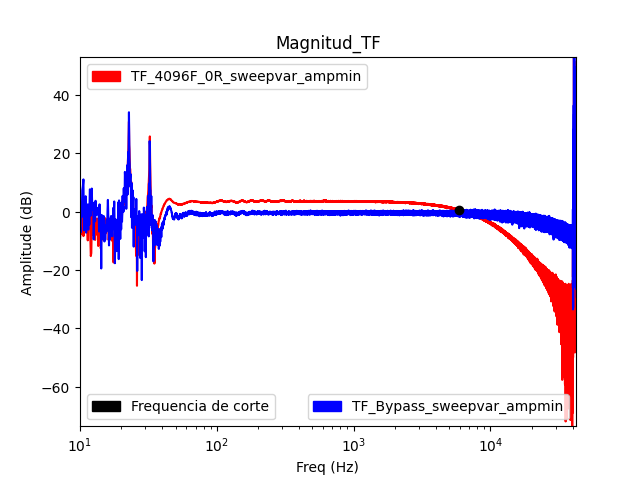 Magnitud_TF
TF_4096F_0R_sweepvar_ampmin
40
20
0
−20
−40
−60
Amplitude (dB)
Frequencia de corte
TF_Bypass_sweepvar_ampmin
10^1
10^2
10^3
10^4
Freq (Hz)